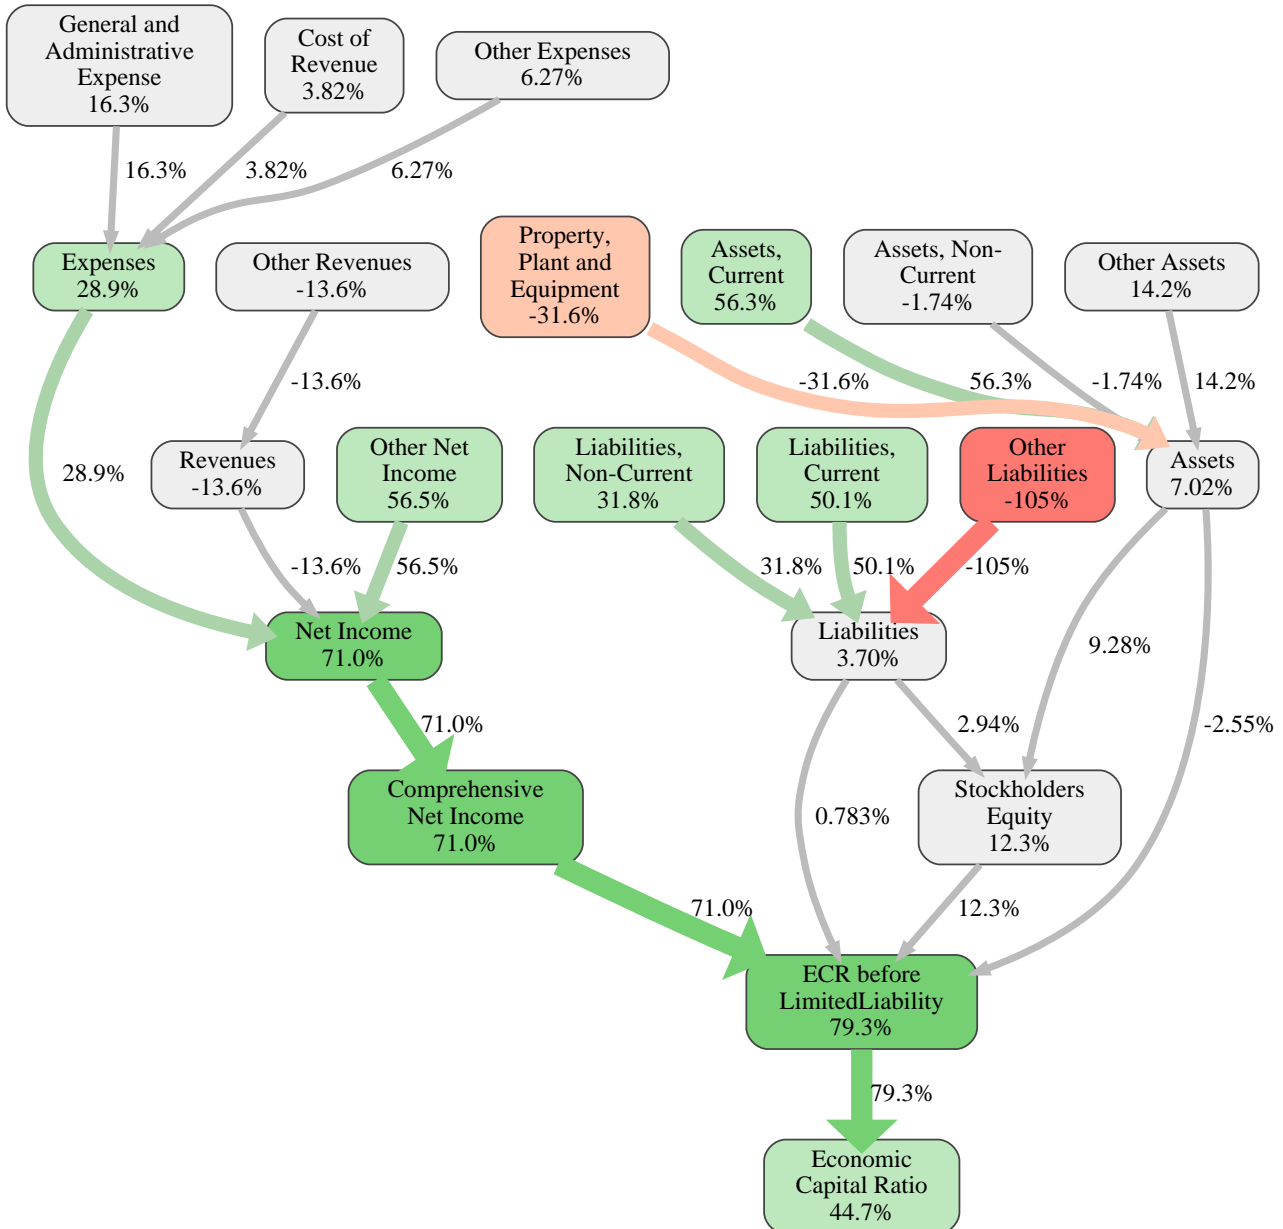 General and
Administrative
Expense
16.3%
Cost of
Revenue
3.82%
Other Expenses
6.27%
16.3%
3.82%
6.27%
Expenses
28.9%
Other Revenues
-13.6%
Property,
Plant and
Equipment
-31.6%
Assets,
Current
56.3%
Assets, Non-
Current
-1.74%
Other Assets
14.2%
-13.6%
-31.6%
56.3%
-1.74%
14.2%
28.9%
Revenues
-13.6%
Other Net
Income
56.5%
Liabilities,
Non-Current
31.8%
Liabilities,
Current
50.1%
Other
Liabilities
-105%
Assets
7.02%
-13.6%
56.5%
31.8%
50.1%
-105%
Net Income
71.0%
Liabilities
3.70%
9.28%
71.0%
2.94%
-2.55%
Comprehensive
Net Income
71.0%
0.783%
Stockholders
Equity
12.3%
71.0%
12.3%
ECR before
LimitedLiability
79.3%
79.3%
Economic
Capital Ratio
44.7%